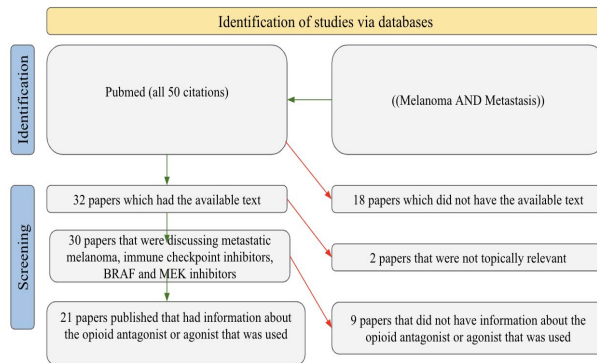 Identification of studies via databases
Identification
Pubmed (all 50 citations)
((Melanoma AND Metastasis))
Screening
32 papers which had the available text
18 papers which did not have the available text
30 papers that were discussing metastatic
melanoma, immune checkpoint inhibitors,
BRAF and MEK inhibitors
2 papers that were not topically relevant
21 papers published that had information about
the opioid antagonist or agonist that was used
9 papers that did not have information about the
opioid antagonist or agonist that was used